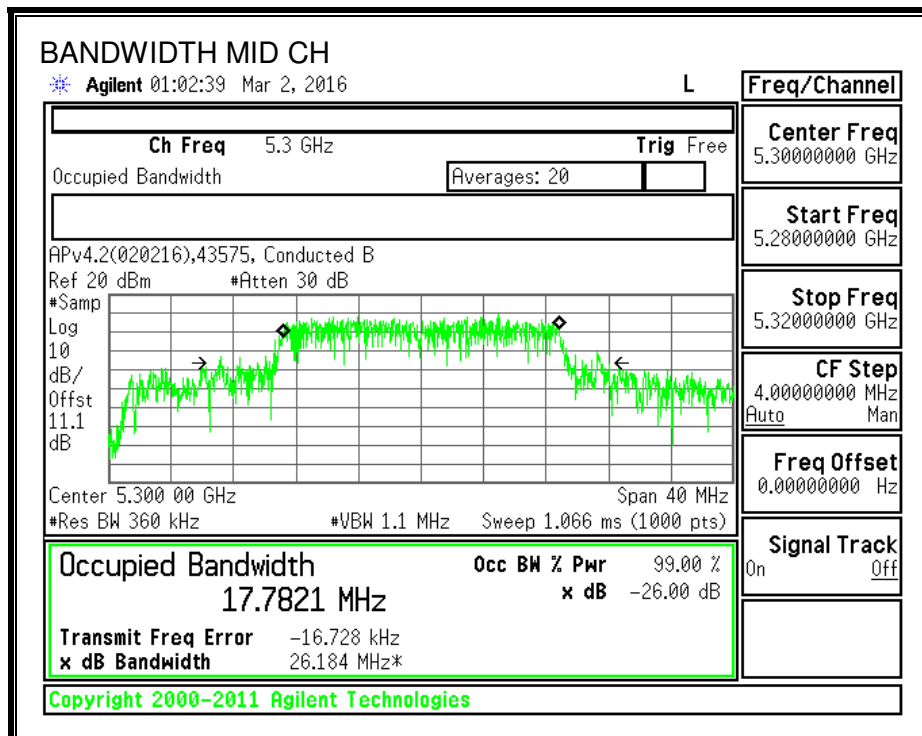 BANDWIDTH MID CH
Agilent 01:02:39 Mar 2, 2016 L
Freq/Channel
Ch Freq 5.3 GHz Trig Free
Occupied Bandwidth Averages: 20
APv4.2(020216),43575, Conducted B
Ref 20 dBm #Atten 30 dB
#Samp
Log
10
dB/
Offst
11.1
dB
Center 5.300 00 GHz Span 40 MHz
#Res BW 360 kHz #VBW 1.1 MHz Sweep 1.066 ms (1000 pts)
Occupied Bandwidth Occ BW % Pwr 99.00 %
17.7821 MHz x dB -26.00 dB
Transmit Freq Error -16.728 kHz
x dB Bandwidth 26.184 MHz*
Copyright 2000-2011 Agilent Technologies
Center Freq
5.30000000 GHz
Start Freq
5.28000000 GHz
Stop Freq
5.32000000 GHz
CF Step
4.00000000 MHz
Auto Man
Freq Offset
0.00000000 Hz
Signal Track
On Off